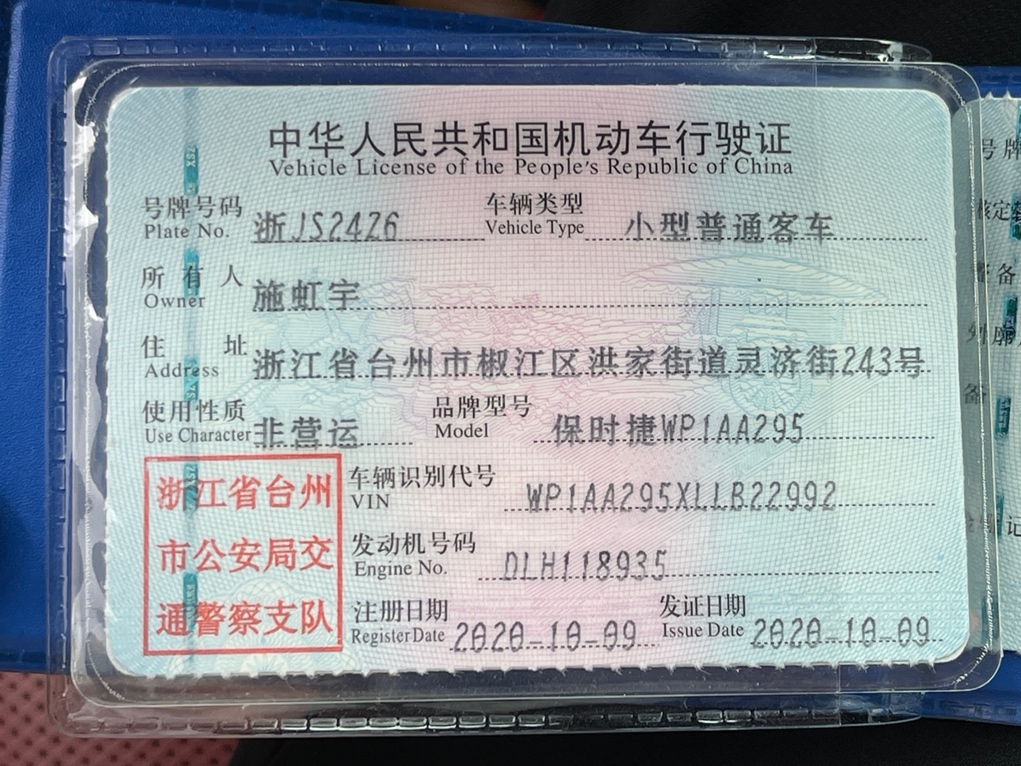 中华人民共和国机动车行驶证
Vehicle License of the People's Republic of China
号牌号码 浙JS2426 车辆类型 小型普通客车
Plate No. Vehicle Type
所有人 施虹宇
Owner
住址 浙江省台州市椒江区洪家街道灵济街243号
Address
使用性质 非营运 品牌型号 保时捷WP1AA295
Use Character Model
浙江省台州
市公安局交
通警察支队
车辆识别代号 WP1AA295XLLB22992
VIN
发动机号码 DLH118935
Engine No.
注册日期 2020-10-09 发证日期 2020-10-09
Register Date Issue Date
号牌
核定